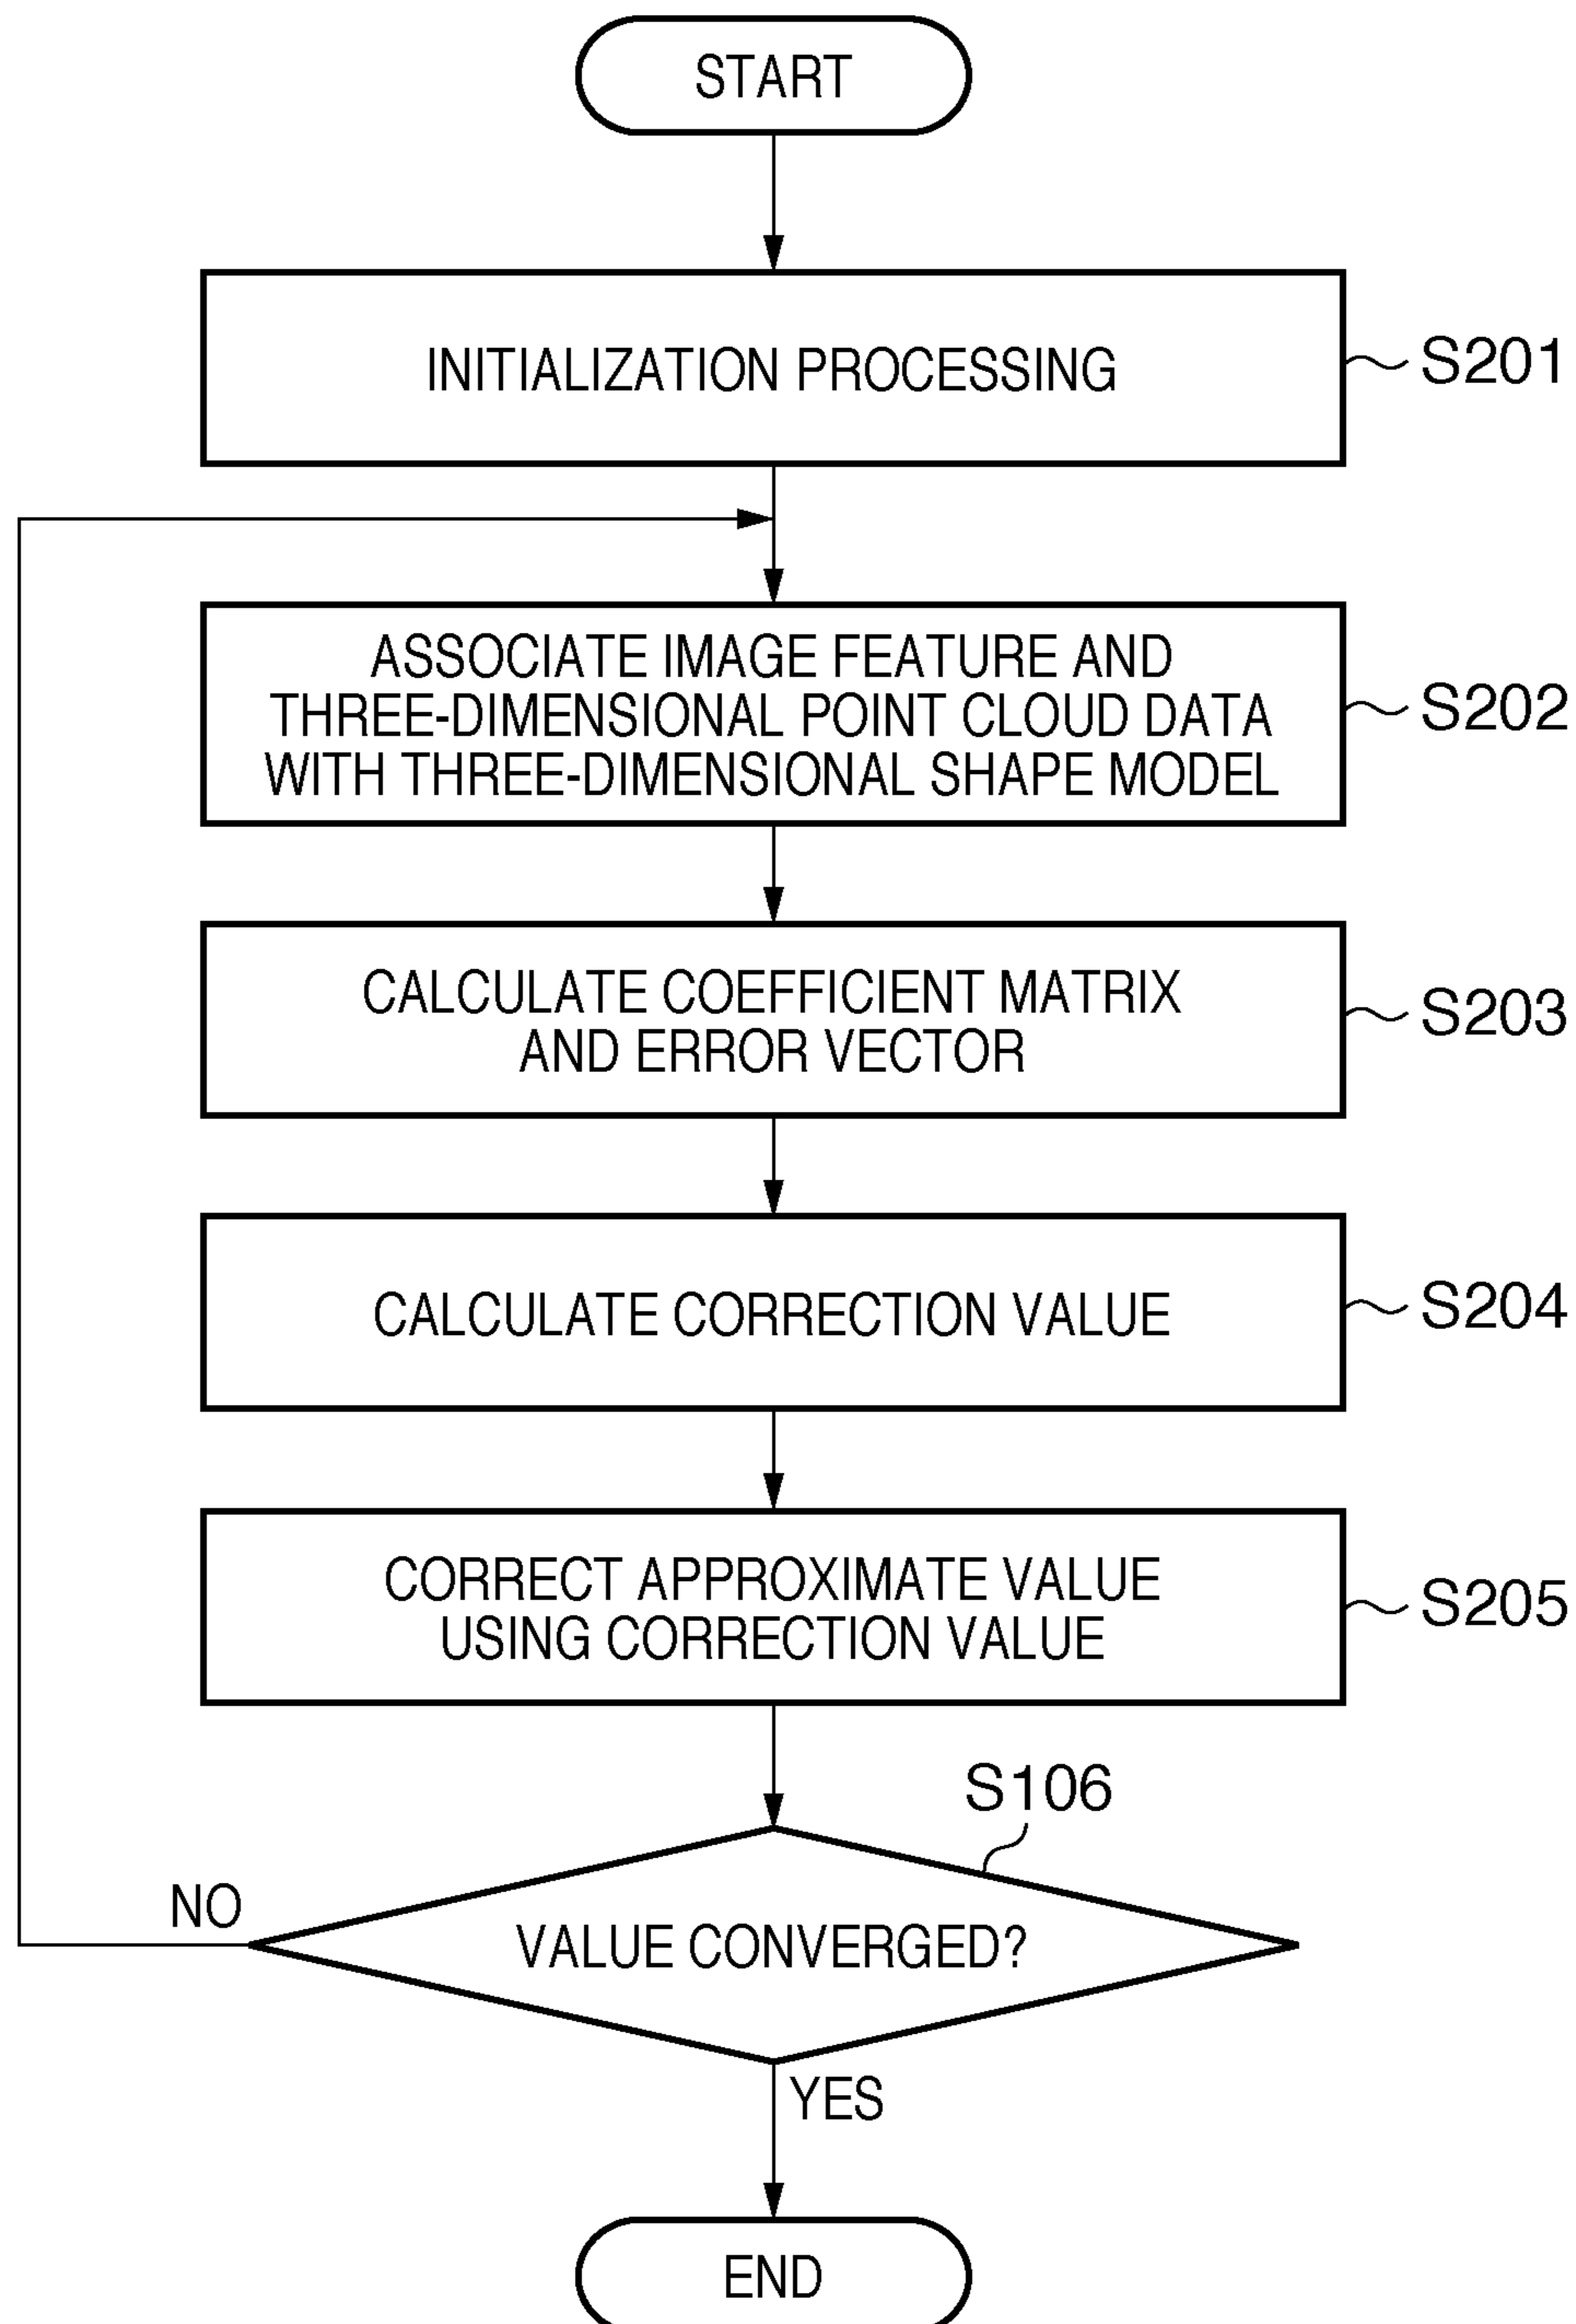 START
INITIALIZATION PROCESSING
S201
ASSOCIATE IMAGE FEATURE AND
THREE-DIMENSIONAL POINT CLOUD DATA
WITH THREE-DIMENSIONAL SHAPE MODEL
S202
CALCULATE COEFFICIENT MATRIX
AND ERROR VECTOR
S203
CALCULATE CORRECTION VALUE
S204
CORRECT APPROXIMATE VALUE
USING CORRECTION VALUE
S205
S106
NO
VALUE CONVERGED?
YES
END